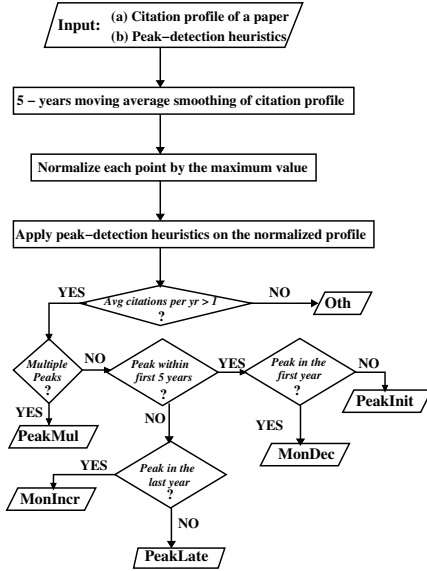 Input: (a) Citation profile of a paper
(b) Peak-detection heuristics
5 - years moving average smoothing of citation profile
Normalize each point by the maximum value
Apply peak-detection heuristics on the normalized profile
YES
Avg citations per yr > 1
?
NO
Oth
Multiple
Peaks
?
NO
Peak within
first 5 years
?
YES
Peak in the
first year
?
NO
PeakInit
YES
PeakMul
NO
YES
MonDec
YES
Peak in the
last year
?
MonIncr
NO
PeakLate